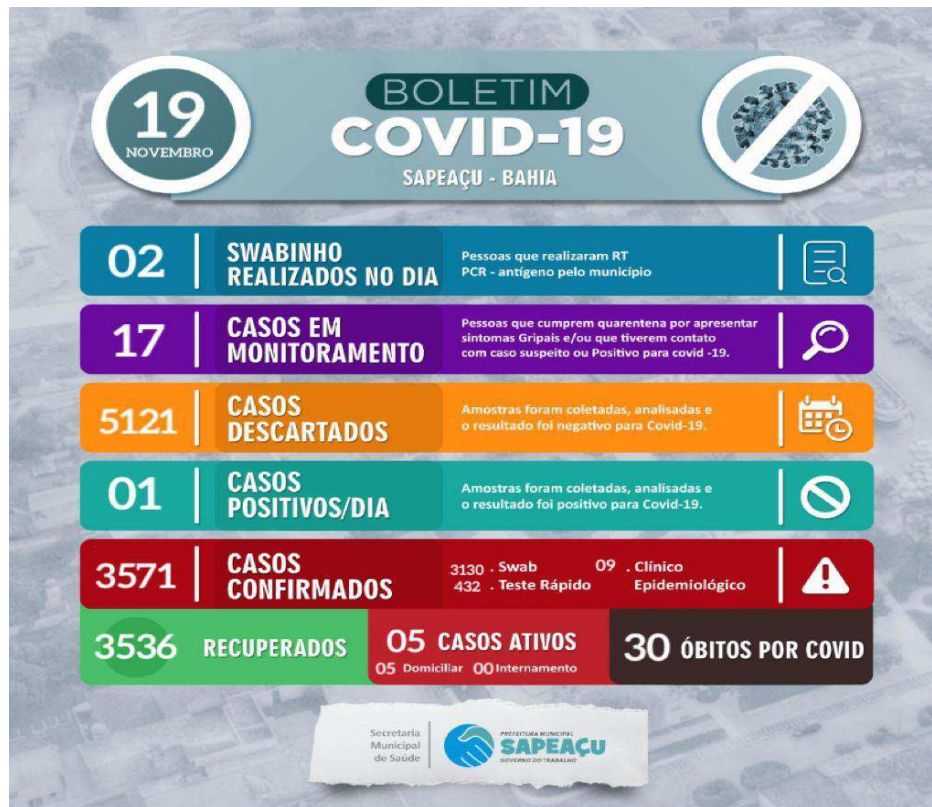 19
NOVEMBRO
BOLETIM
COVID-19
SAPEAÇU - BAHIA
02
SWABINHO
REALIZADOS NO DIA
Pessoas que realizaram RT
PCR - antígeno pelo município
17
CASOS EM
MONITORAMENTO
Pessoas que cumprem quarentena por apresentar
sintomas Gripais e/ou que tiverem contato
com caso suspeito ou Positivo para covid -19.
5121
CASOS
DESCARTADOS
Amostras foram coletadas, analisadas e
o resultado foi negativo para Covid-19.
01
CASOS
POSITIVOS/DIA
Amostras foram coletadas, analisadas e
o resultado foi positivo para Covid-19.
3571
CASOS
CONFIRMADOS
3130 . Swab
432 . Teste Rápido
09 . Clínico
Epidemiológico
3536 RECUPERADOS
05 CASOS ATIVOS
05 Domiciliar 00 Internamento
30 ÓBITOS POR COVID
Secretaria
Municipal
de Saúde
PREFEITURA MUNICIPAL
SAPEAÇU
GOVERNO DO TRABALHO